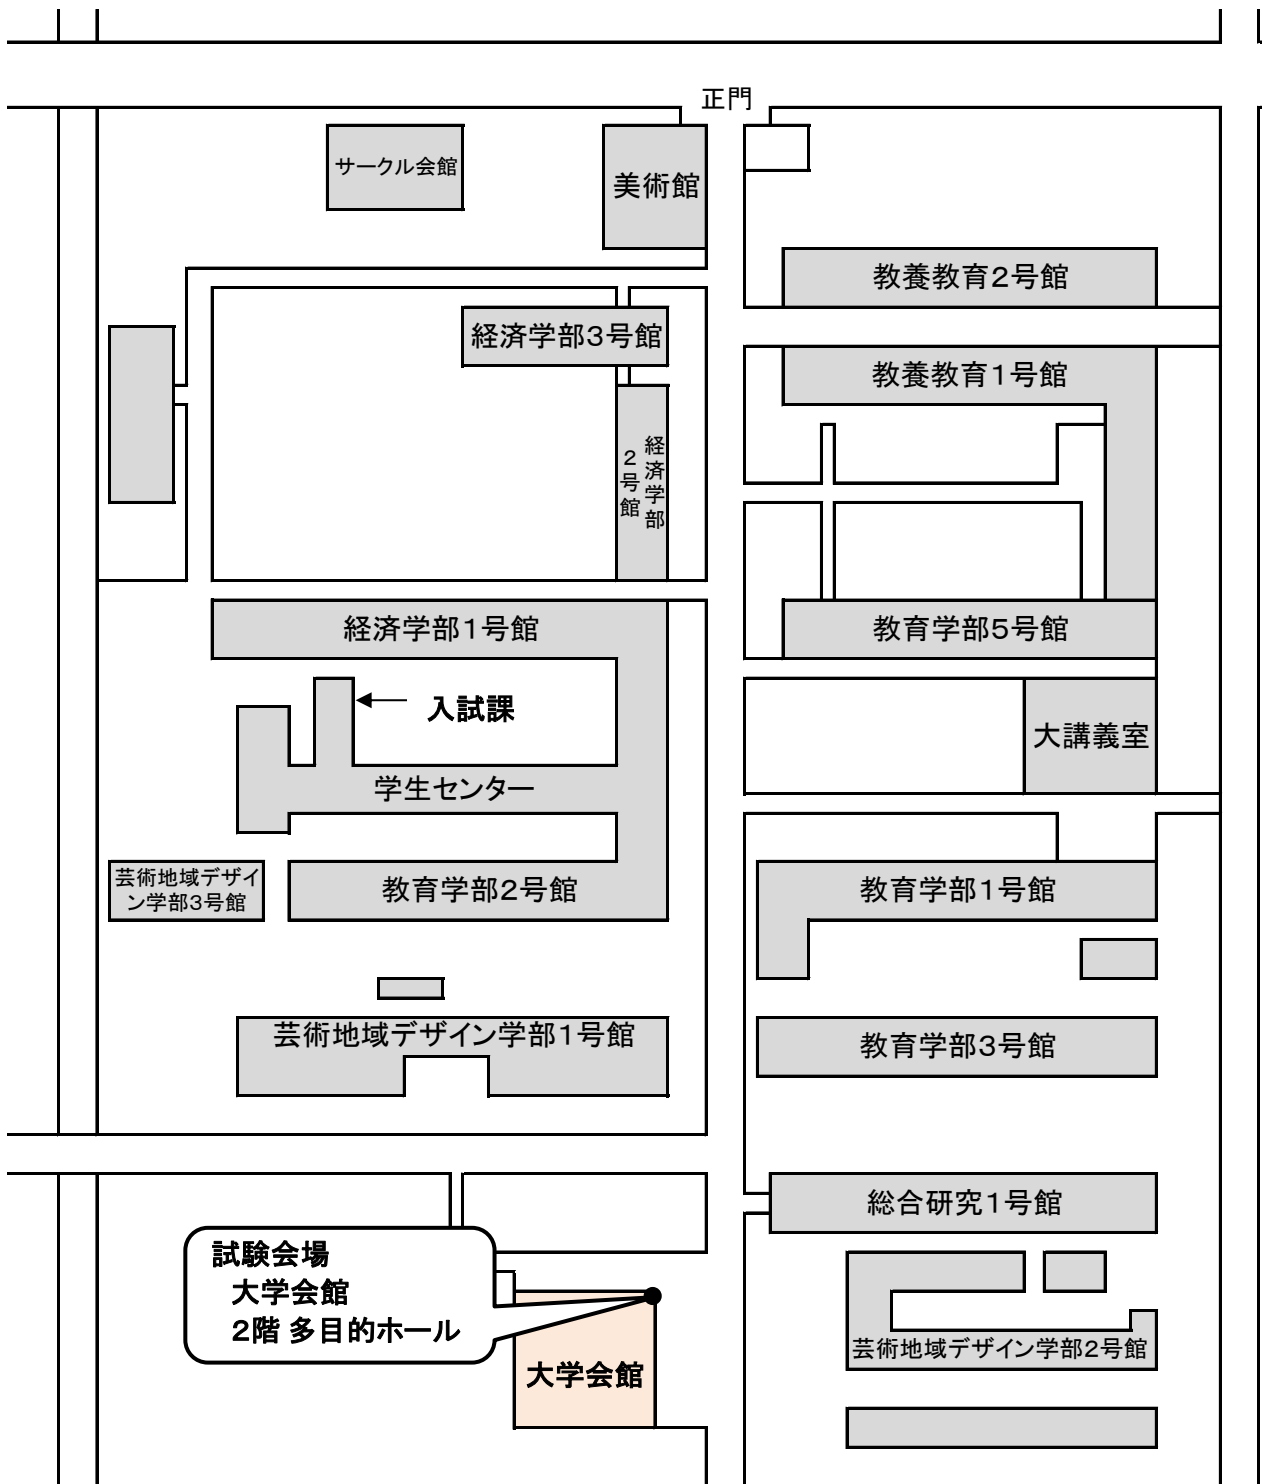 正門
サークル会館
美術館
教養教育2号館
経済学部3号館
教養教育1号館
経済学部
2号館
経済学部1号館
教育学部5号館
入試課
大講義室
学生センター
芸術地域デザイ
ン学部3号館
教育学部2号館
教育学部1号館
芸術地域デザイン学部1号館
教育学部3号館
総合研究1号館
試験会場
大学会館
2階 多目的ホール
芸術地域デザイン学部2号館
大学会館